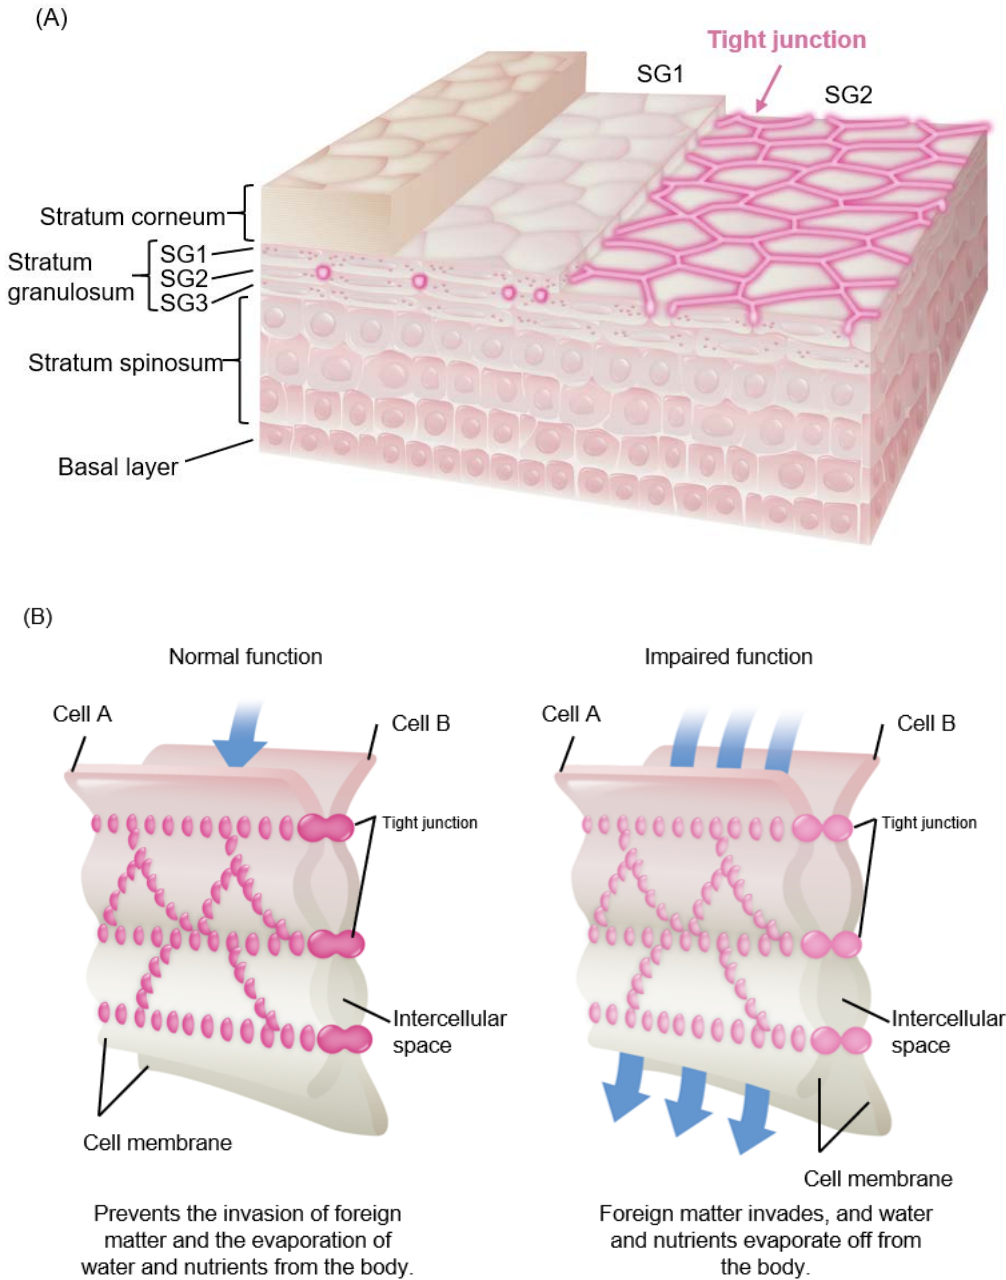 (A)
Tight junction
SG1
SG2
Stratum corneum
Stratum
granulosum
SG1
SG2
SG3
Stratum spinosum
Basal layer
(B)
Normal function
Cell A
Cell B
Tight junction
Intercellular
space
Cell membrane
Prevents the invasion of foreign
matter and the evaporation of
water and nutrients from the body.
Impaired function
Cell A
Cell B
Tight junction
Intercellular
space
Cell membrane
Foreign matter invades, and water
and nutrients evaporate off from
the body.